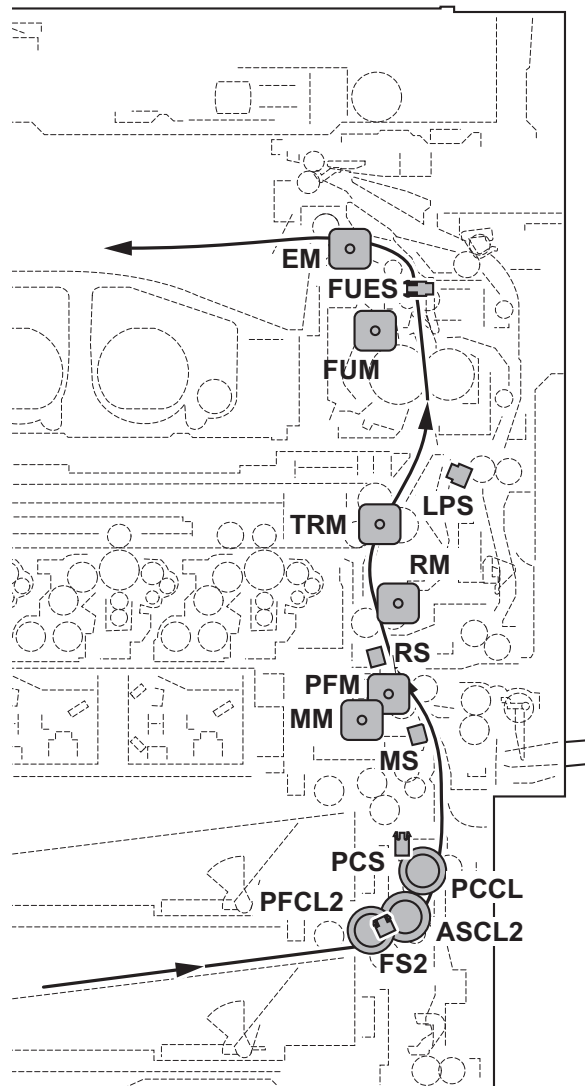 EM
FUES
FUM
LPS
TRM
RM
RS
PFM
MM
MS
PCS
PCCL
PFCL2
ASCL2
FS2